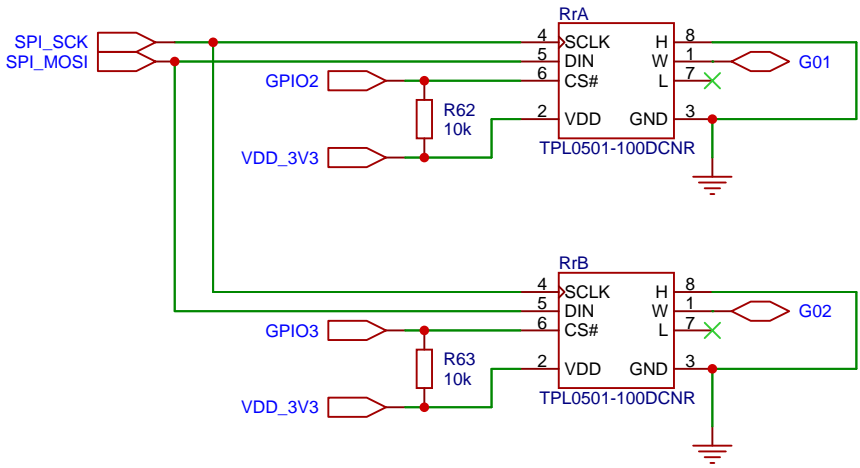 RrA
SPI_SCK
SPI_MOSI
4 SCLK H 8
5 DIN W 1 G01
GPIO2 6 CS# L 7
R62
10k
2 VDD GND 3
TPL0501-100DCNR
VDD_3V3
RrB
4 SCLK H 8
5 DIN W 1 G02
GPIO3 6 CS# L 7
R63
10k
2 VDD GND 3
TPL0501-100DCNR
VDD_3V3